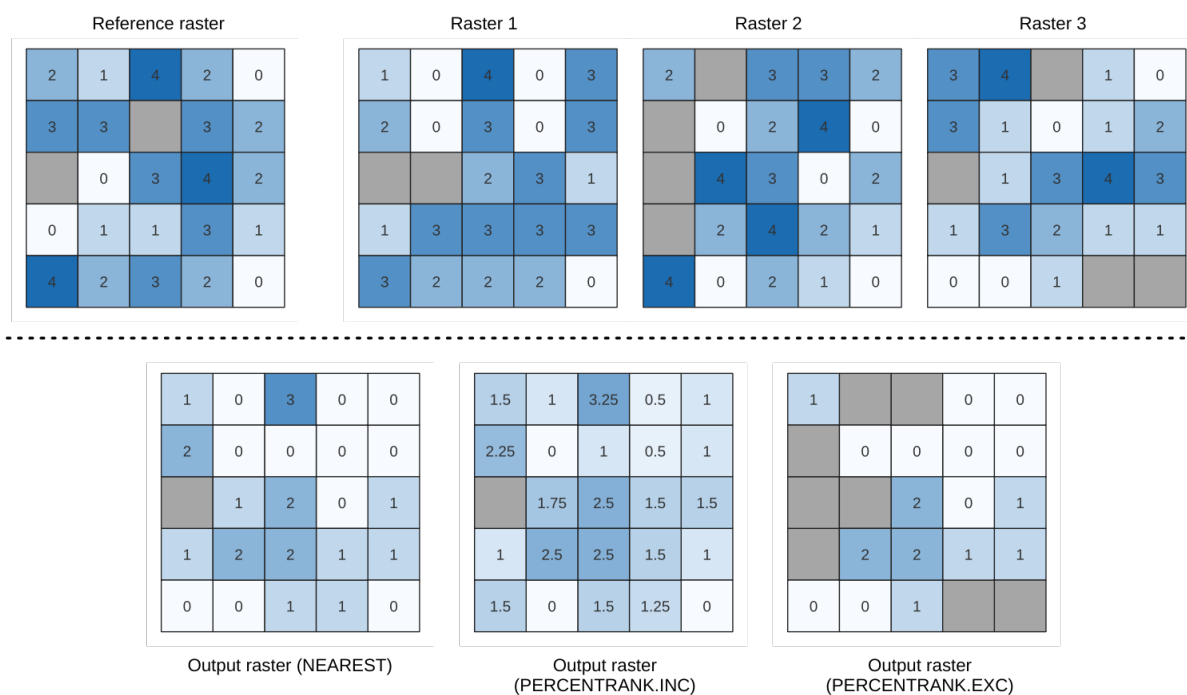 Reference raster
Raster 1
Raster 2
Raster 3
2 1 4 2 0
3 3 3 2
0 3 4 2
0 1 1 3 1
4 2 3 2 0
1 0 4 0 3
2 0 3 0 3
2 3 1
1 3 3 3 3
3 2 2 2 0
2 3 3 2
0 2 4 0
4 3 0 2
2 4 2 1
4 0 2 1 0
3 4 1 0
3 1 0 1 2
1 3 4 3
1 3 2 1 1
0 0 1
1 0 3 0 0
2 0 0 0 0
1 2 0 1
1 2 2 1 1
0 0 1 1 0
Output raster (NEAREST)
1.5 1 3.25 0.5 1
2.25 0 1 0.5 1
1.75 2.5 1.5 1.5
1 2.5 2.5 1.5 1
1.5 0 1.5 1.25 0
Output raster
(PERCENTRANK.INC)
1 0 0
0 0 0 0
2 0 1
2 2 1 1
0 0 1
Output raster
(PERCENTRANK.EXC)